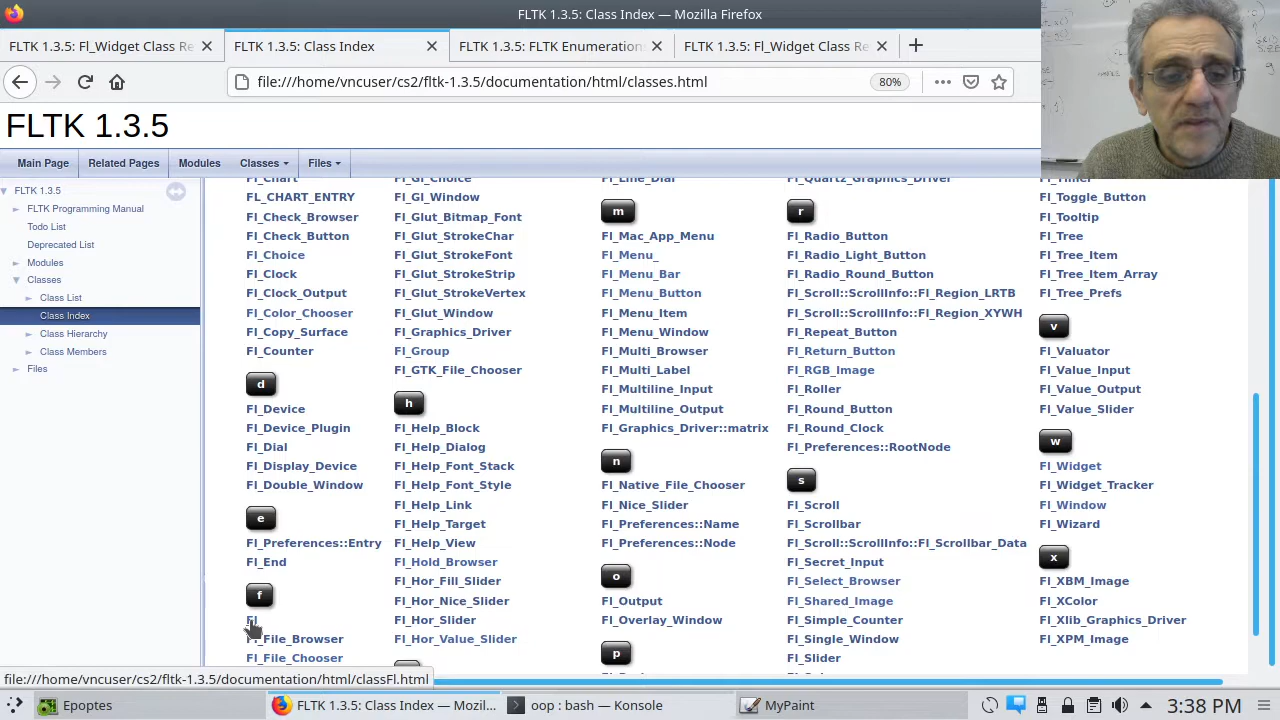 FLTK 1.3.5: Class Index — Mozilla Firefox
FLTK 1.3.5: Fl_Widget Class Re
FLTK 1.3.5: Class Index
FLTK 1.3.5: FLTK Enumeration
FLTK 1.3.5: Fl_Widget Class Re
file:///home/vncuser/cs2/fltk-1.3.5/documentation/html/classes.html
80%
FLTK 1.3.5
Main Page
Related Pages
Modules
Classes
Files
FLTK 1.3.5
FLTK Programming Manual
Todo List
Deprecated List
Modules
Classes
Class List
Class Index
Class Hierarchy
Class Members
Files
Fl_Chart
FL_CHART_ENTRY
Fl_Check_Browser
Fl_Check_Button
Fl_Choice
Fl_Clock
Fl_Clock_Output
Fl_Color_Chooser
Fl_Copy_Surface
Fl_Counter
d
Fl_Device
Fl_Device_Plugin
Fl_Dial
Fl_Display_Device
Fl_Double_Window
e
Fl_Preferences::Entry
Fl_End
f
Fl
Fl_File_Browser
Fl_File_Chooser
Fl_Gl_Choice
Fl_Gl_Window
Fl_Glut_Bitmap_Font
Fl_Glut_StrokeChar
Fl_Glut_StrokeFont
Fl_Glut_StrokeStrip
Fl_Glut_StrokeVertex
Fl_Glut_Window
Fl_Graphics_Driver
Fl_Group
Fl_GTK_File_Chooser
h
Fl_Help_Block
Fl_Help_Dialog
Fl_Help_Font_Stack
Fl_Help_Font_Style
Fl_Help_Link
Fl_Help_Target
Fl_Help_View
Fl_Hold_Browser
Fl_Hor_Fill_Slider
Fl_Hor_Nice_Slider
Fl_Hor_Slider
Fl_Hor_Value_Slider
Fl_Line_Dial
m
Fl_Mac_App_Menu
Fl_Menu_
Fl_Menu_Bar
Fl_Menu_Button
Fl_Menu_Item
Fl_Menu_Window
Fl_Multi_Browser
Fl_Multi_Label
Fl_Multiline_Input
Fl_Multiline_Output
Fl_Graphics_Driver::matrix
n
Fl_Native_File_Chooser
Fl_Nice_Slider
Fl_Preferences::Name
Fl_Preferences::Node
o
Fl_Output
Fl_Overlay_Window
p
Fl_Quartz_Graphics_Driver
r
Fl_Radio_Button
Fl_Radio_Light_Button
Fl_Radio_Round_Button
Fl_Scroll::ScrollInfo::Fl_Region_LRTB
Fl_Scroll::ScrollInfo::Fl_Region_XYWH
Fl_Repeat_Button
Fl_Return_Button
Fl_RGB_Image
Fl_Roller
Fl_Round_Button
Fl_Round_Clock
Fl_Preferences::RootNode
s
Fl_Scroll
Fl_Scrollbar
Fl_Scroll::ScrollInfo::Fl_Scrollbar_Data
Fl_Secret_Input
Fl_Select_Browser
Fl_Shared_Image
Fl_Simple_Counter
Fl_Single_Window
Fl_Slider
Fl_Toggle_Button
Fl_Tooltip
Fl_Tree
Fl_Tree_Item
Fl_Tree_Item_Array
Fl_Tree_Prefs
v
Fl_Valuator
Fl_Value_Input
Fl_Value_Output
Fl_Value_Slider
w
Fl_Widget
Fl_Widget_Tracker
Fl_Window
Fl_Wizard
x
Fl_XBM_Image
Fl_XColor
Fl_Xlib_Graphics_Driver
Fl_XPM_Image
file:///home/vncuser/cs2/fltk-1.3.5/documentation/html/classFl.html
Epoptes
FLTK 1.3.5: Class Index — Mozil...
oop : bash — Konsole
MyPaint
3:38 PM